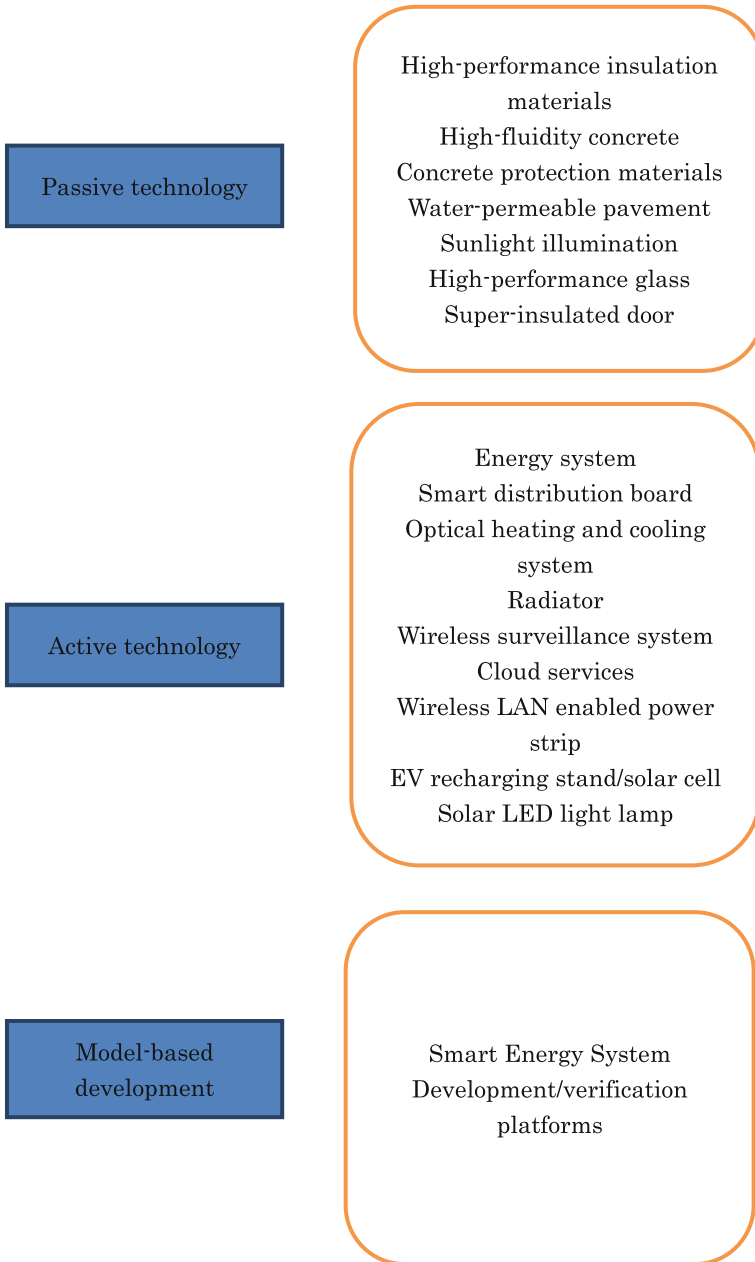 Passive technology
High-performance insulation
materials
High-fluidity concrete
Concrete protection materials
Water-permeable pavement
Sunlight illumination
High-performance glass
Super-insulated door
Active technology
Energy system
Smart distribution board
Optical heating and cooling
system
Radiator
Wireless surveillance system
Cloud services
Wireless LAN enabled power
strip
EV recharging stand/solar cell
Solar LED light lamp
Model-based
development
Smart Energy System
Development/verification
platforms